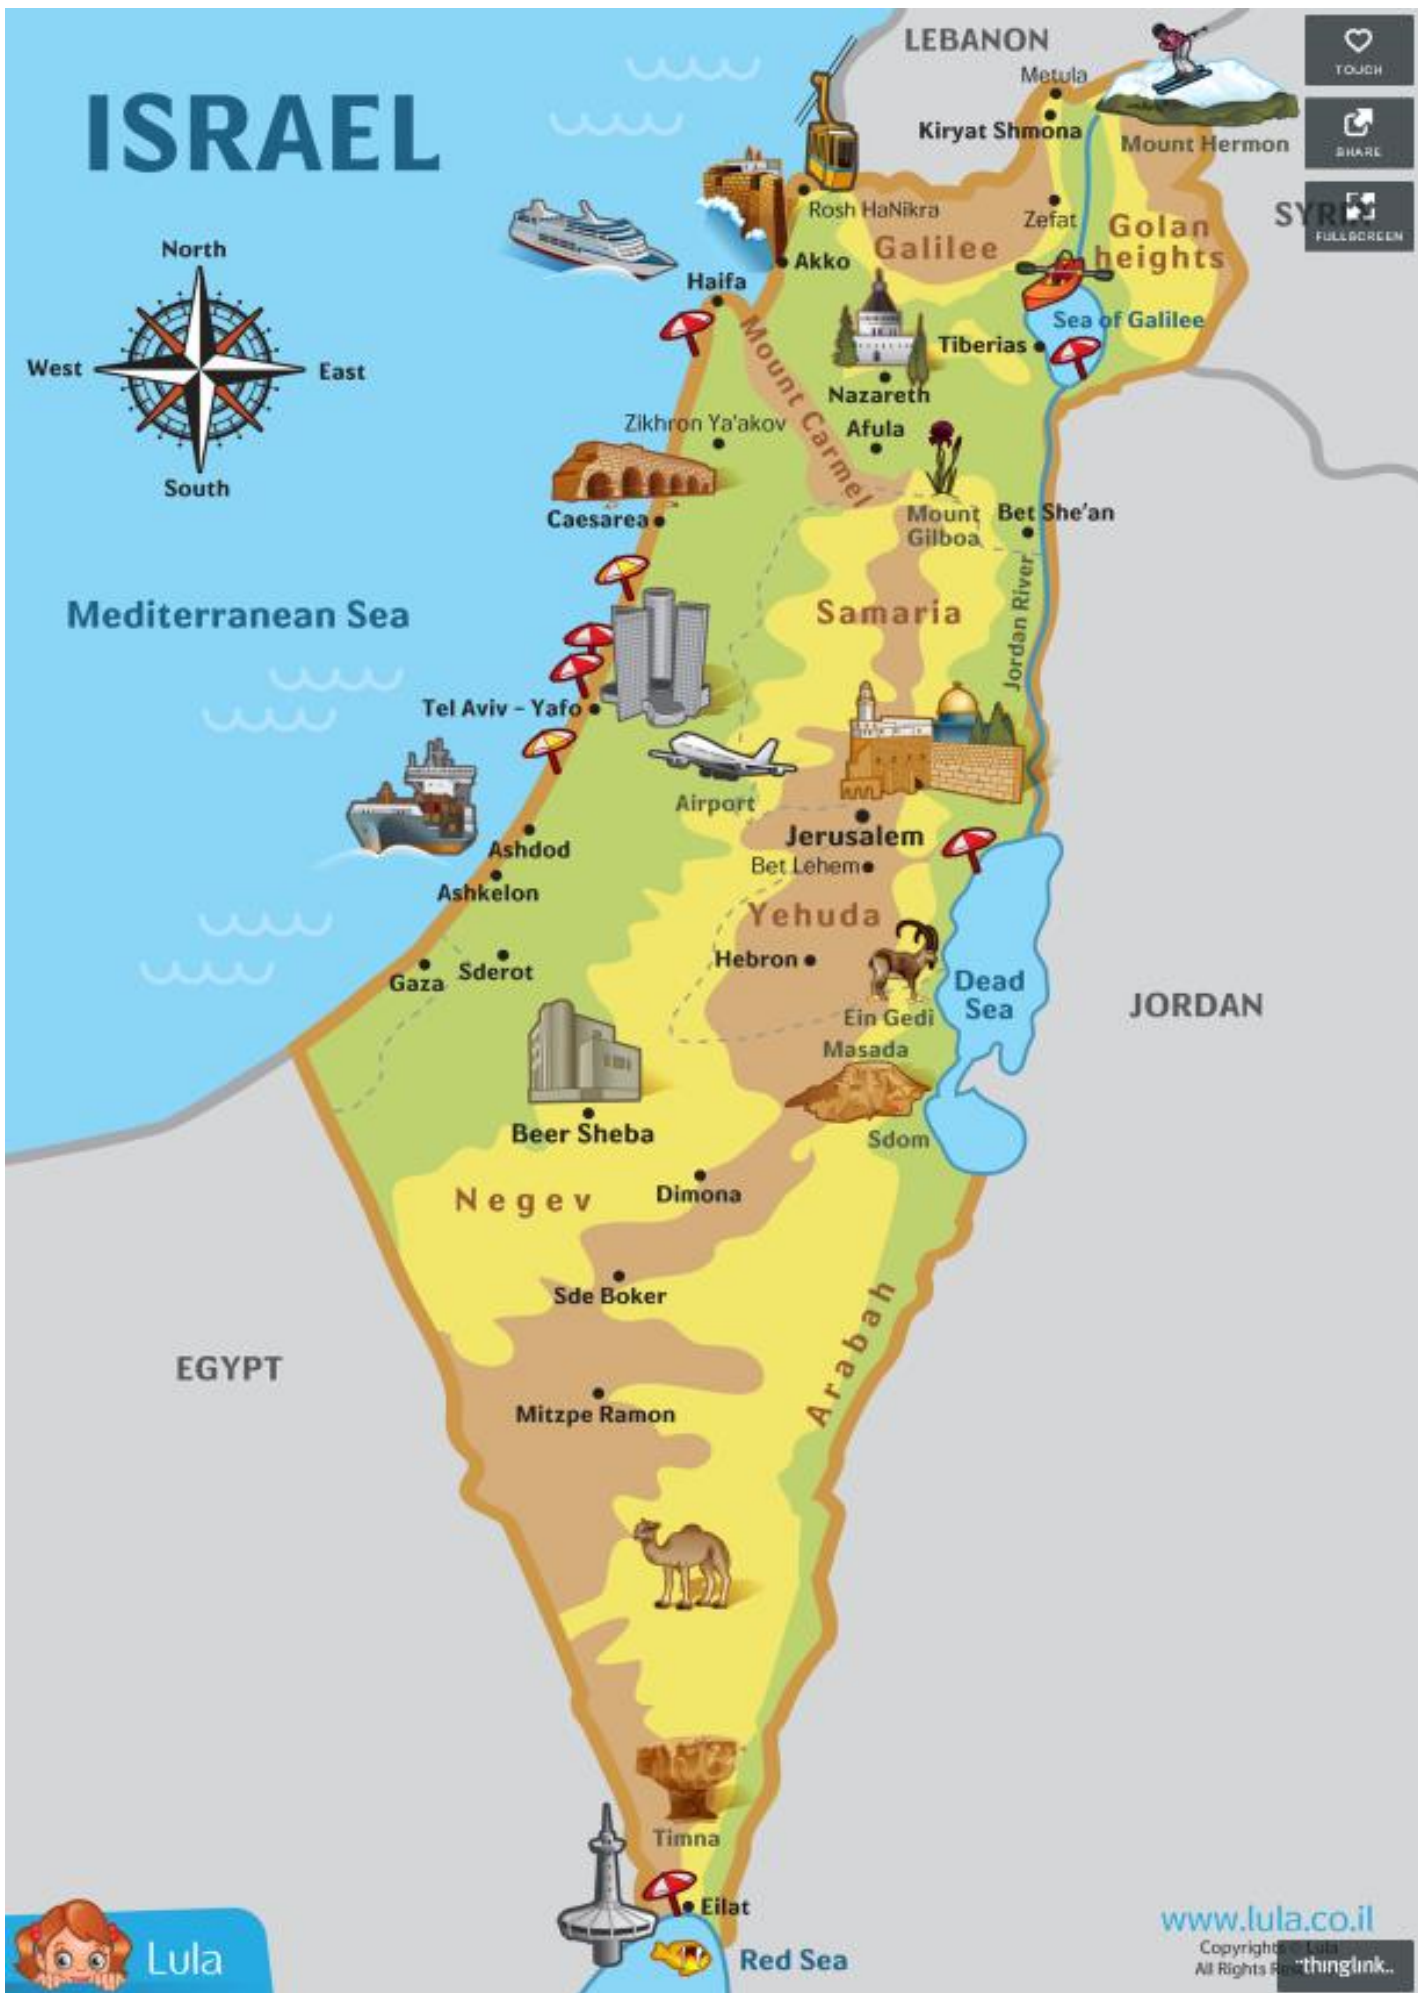 LEBANON
TOUCH
Metula
ISRAEL
Kiryat Shmona
Mount Hermon
SHARE
Rosh HaNikra
Zefat
Golan
heights
FULLSCREEN
North
Galilee
Akko
Haifa
Sea of Galilee
Tiberias
West
East
Mount Carmel
Nazareth
Zikhron Ya'akov
Afula
South
Caesarea
Mount
Gilboa
Bet She'an
Mediterranean Sea
Samaria
Jordan River
Tel Aviv – Yafo
Airport
Jerusalem
Ashdod
Bet Lehem
Ashkelon
Yehuda
Hebron
Sderot
Gaza
Dead
Sea
JORDAN
Ein Gedi
Masada
Beer Sheba
Sdom
Negev
Dimona
Sde Boker
Arabah
EGYPT
Mitzpe Ramon
Timna
Eilat
Red Sea
Lula
www.lula.co.il
Copyrights © Lula
All Rights
thinglink..